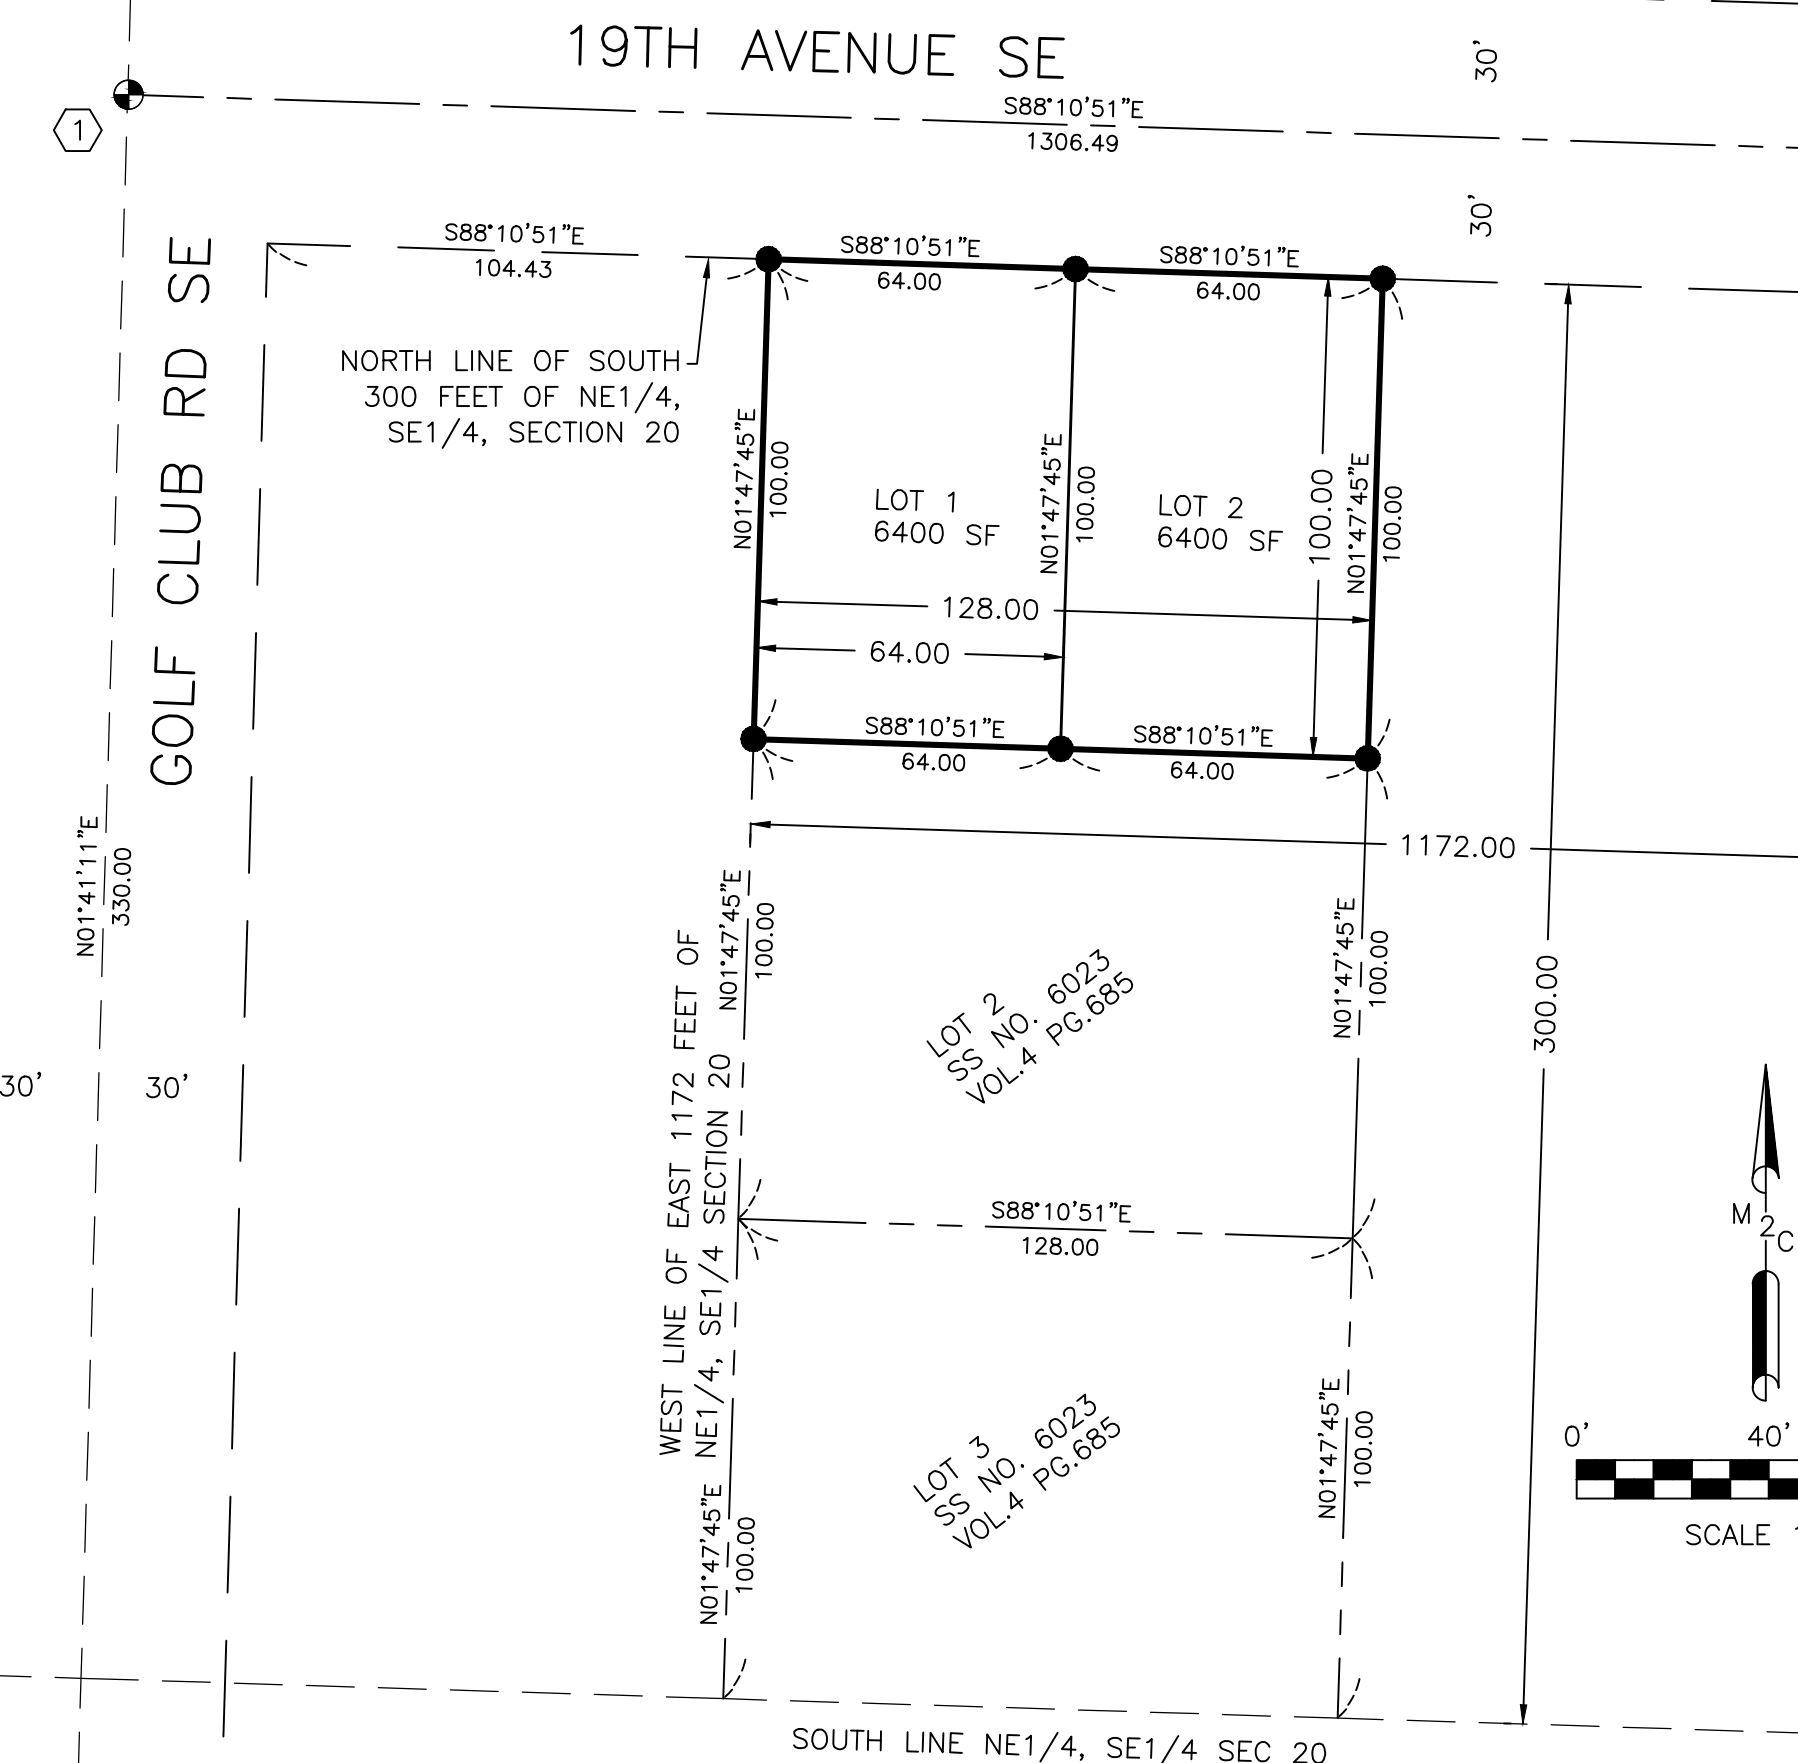 19TH AVENUE SE
30'
S88°10'51"E
1306.49
1
30'
S88°10'51"E
104.43
S88°10'51"E
64.00
S88°10'51"E
64.00
GOLF CLUB RD SE
NORTH LINE OF SOUTH
300 FEET OF NE1/4,
SE1/4, SECTION 20
N01°47'45"E
100.00
LOT 1
6400 SF
N01°47'45"E
100.00
LOT 2
6400 SF
100.00
N01°47'45"E
100.00
128.00
64.00
S88°10'51"E
64.00
S88°10'51"E
64.00
1172.00
N01°41'11"E
330.00
N01°47'45"E
100.00
N01°47'45"E
100.00
300.00
LOT 2
SS NO. 6023
VOL.4 PG.685
30'
30'
WEST LINE OF EAST 1172 FEET OF
NE1/4, SE1/4 SECTION 20
S88°10'51"E
128.00
M2C
LOT 3
SS NO. 6023
VOL.4 PG.685
N01°47'45"E
100.00
N01°47'45"E
100.00
0'
40'
SCALE
SOUTH LINE NE1/4, SE1/4 SEC 20